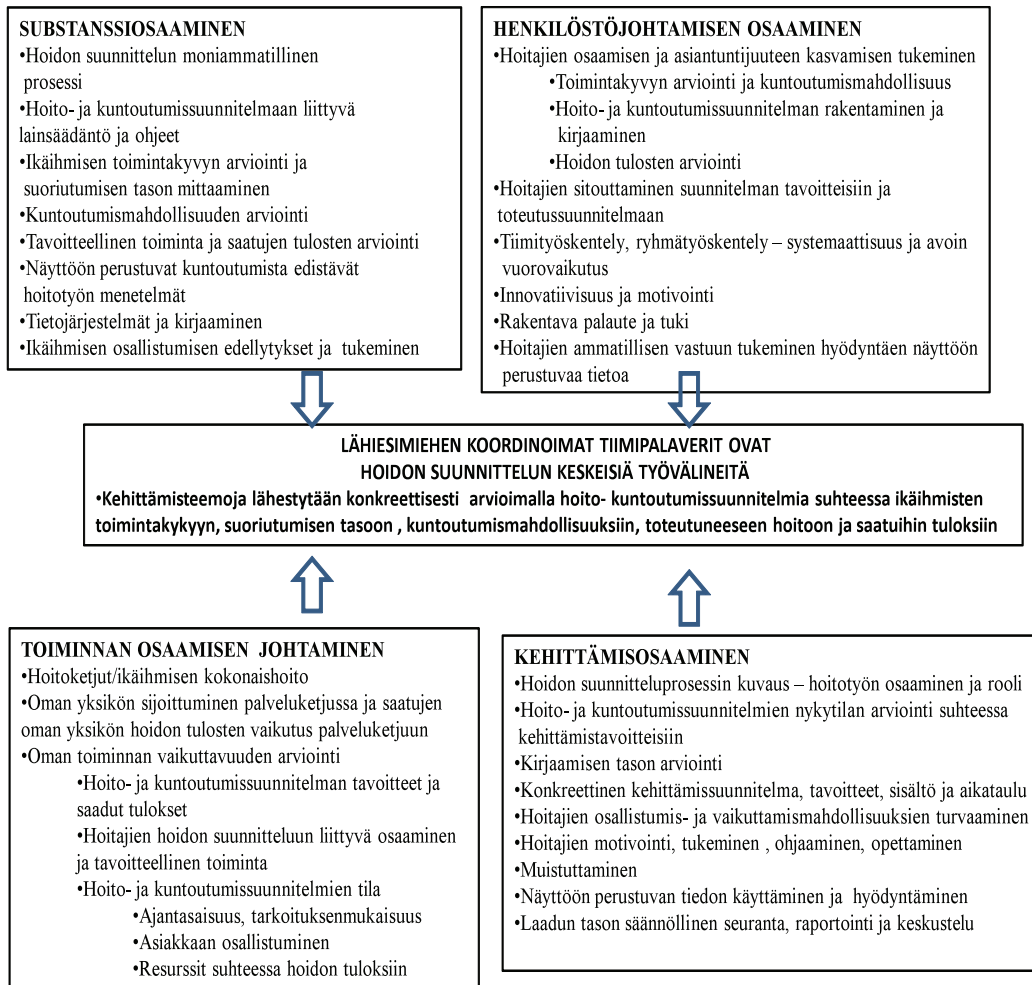 SUBSTANSSIOSAAMINEN
•Hoidon suunnittelun moniammatillinen
prosessi
•Hoito- ja kuntoutumissuunnitelmaan liittyvä
lainsäädäntö ja ohjeet
•Ikäihmisen toimintakyvyn arviointi ja
suoriutumisen tason mittaaminen
•Kuntoutumismahdollisuuden arviointi
•Tavoitteellinen toiminta ja saatujen tulosten arviointi
•Näyttöön perustuvat kuntoutumista edistävät
hoitotyön menetelmät
•Tietojärjestelmät ja kirjaaminen
•Ikäihmisen osallistumisen edellytykset ja tukeminen
HENKILÖSTÖJOHTAMISEN OSAAMINEN
•Hoitajien osaamisen ja asiantuntijuuteen kasvamisen tukeminen
•Toimintakyvyn arviointi ja kuntoutumismahdollisuus
•Hoito- ja kuntoutumissuunnitelman rakentaminen ja
kirjaaminen
•Hoidon tulosten arviointi
•Hoitajien sitouttaminen suunnitelman tavoitteisiin ja
toteutussuunnitelmaan
•Tiimityöskentely, ryhmätyöskentely – systemaattisuus ja avoin
vuorovaikutus
•Innovatiivisuus ja motivointi
•Rakentava palaute ja tuki
•Hoitajien ammatillisen vastuun tukeminen hyödyntäen näyttöön
perustuvaa tietoa
LÄHIESIMIEHEN KOORDINOIMAT TIIMIPALAVERIT OVAT
HOIDON SUUNNITTELUN KESKEISIÄ TYÖVÄLINEITÄ
•Kehittämisteemoja lähestytään konkreettisesti arvioimalla hoito- kuntoutumissuunnitelmia suhteessa ikäihmisten
toimintakykyyn, suoriutumisen tasoon , kuntoutumismahdollisuuksiin, toteutuneeseen hoitoon ja saatuihin tuloksiin
TOIMINNAN OSAAMISEN JOHTAMINEN
•Hoitoketjut/ikäihmisen kokonaishoito
•Oman yksikön sijoittuminen palveluketjussa ja saatujen
oman yksikön hoidon tulosten vaikutus palveluketjuun
•Oman toiminnan vaikuttavuuden arviointi
•Hoito- ja kuntoutumissuunnitelman tavoitteet ja
saadut tulokset
•Hoitajien hoidon suunnitteluun liittyvä osaaminen
ja tavoitteellinen toiminta
•Hoito- ja kuntoutumissuunnitelmien tila
•Ajantasaisuus, tarkoituksenmukaisuus
•Asiakkaan osallistuminen
•Resurssit suhteessa hoidon tuloksiin
KEHITTÄMISOSAAMINEN
•Hoidon suunnitteluprosessin kuvaus – hoitotyön osaaminen ja rooli
•Hoito- ja kuntoutumissuunnitelmien nykytilan arviointi suhteessa
kehittämistavoitteisiin
•Kirjaamisen tason arviointi
•Konkreettinen kehittämissuunnitelma, tavoitteet, sisältö ja aikataulu
•Hoitajien osallistumis- ja vaikuttamismahdollisuuksien turvaaminen
•Hoitajien motivointi, tukeminen , ohjaaminen, opettaminen
•Muistuttaminen
•Näyttöön perustuvan tiedon käyttäminen ja hyödyntäminen
•Laadun tason säännöllinen seuranta, raportointi ja keskustelu